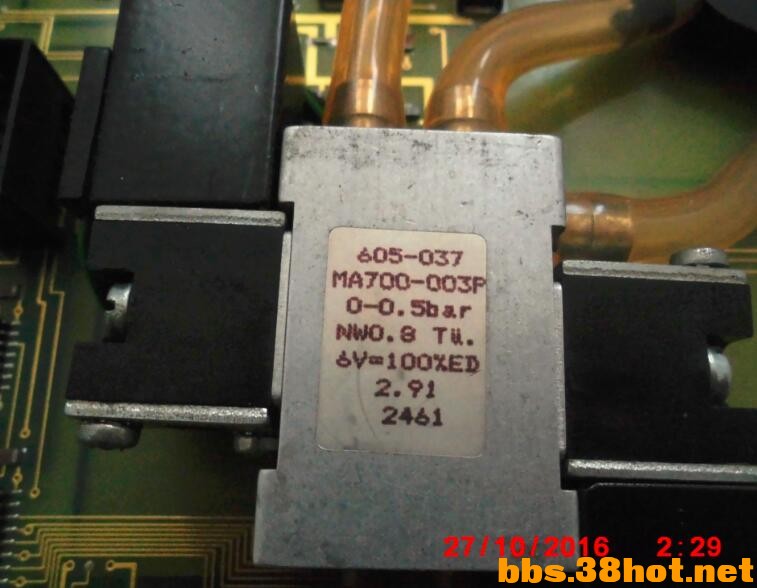 605-037
MA700-003P
0-0.5bar
NW0.8 Tü.
6V=100%ED
2.91
2461
27/10/2016 2:29
bbs.38hot.net